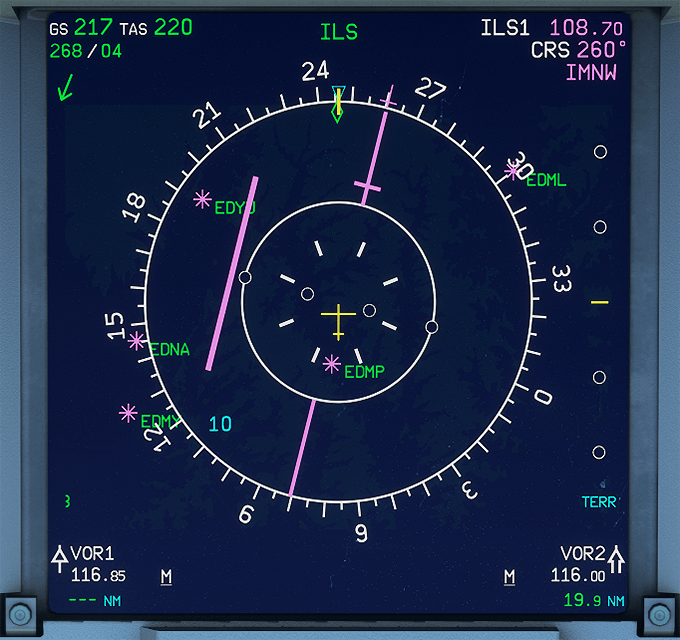 GS 217 TAS 220
268/04
ILS
ILS1 108.70
CRS 260°
IMNW
24
27
21
30
EDML
18
EDYU
33
15
EDNA
EDMP
0
EDMY
12
10
3
9
6
TERR
VOR1
116.85
M
--- NM
VOR2
M
116.00
19.9 NM